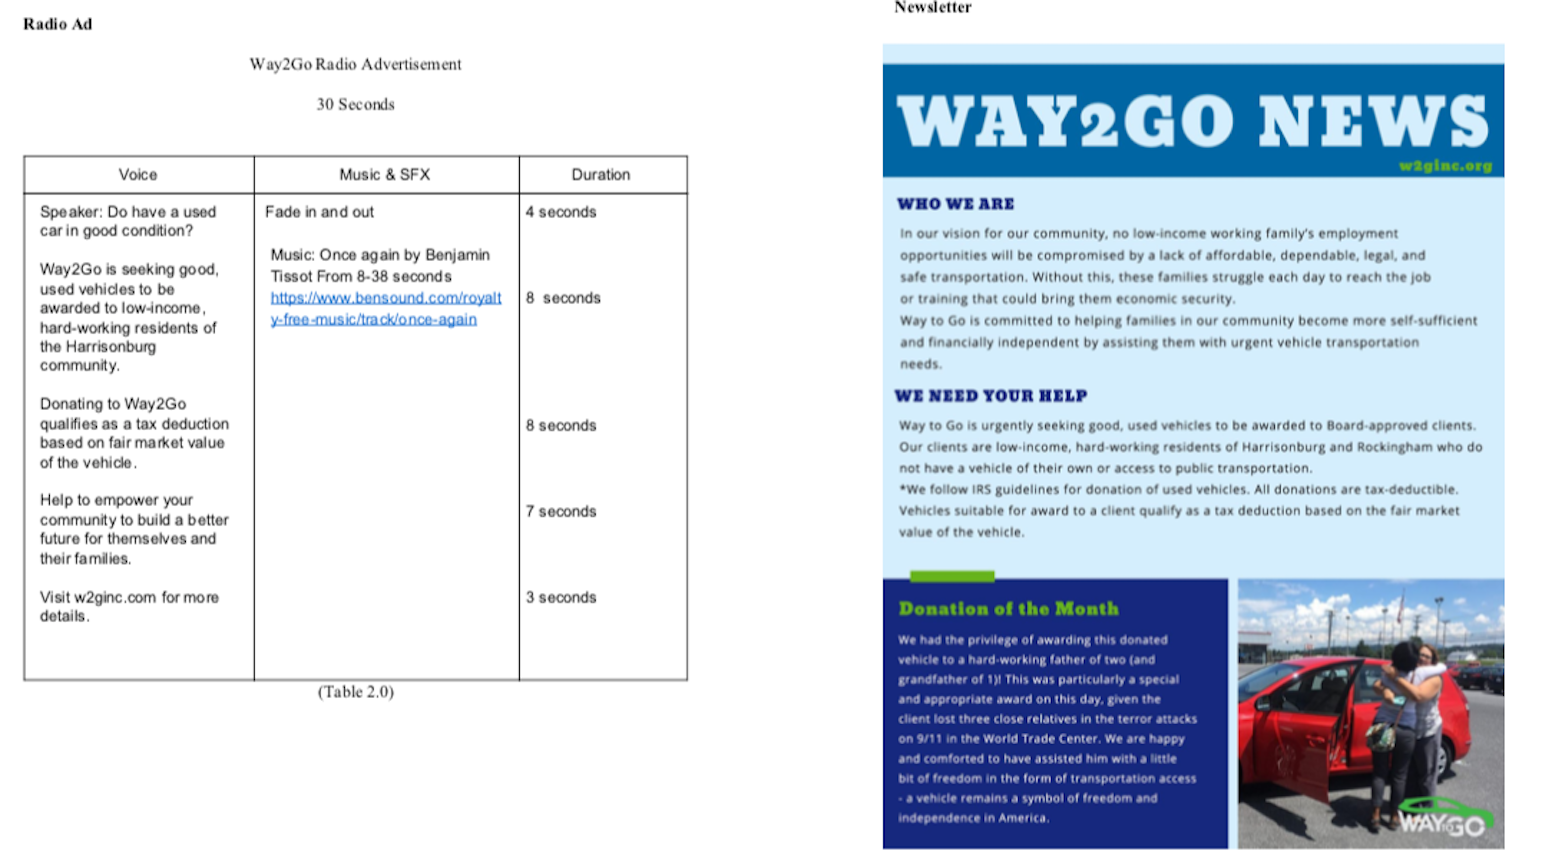 Radio Ad
Way2Go Radio Advertisement
30 Seconds
Voice
Music & SFX
Duration
Speaker: Do have a used
car in good condition?
Way2Go is seeking good,
used vehicles to be
awarded to low-income,
hard-working residents of
the Harrisonburg
community.
Donating to Way2Go
qualifies as a tax deduction
based on fair market value
of the vehicle.
Help to empower your
community to build a better
future for themselves and
their families.
Visit w2ginc.com for more
details.
Fade in and out
Music: Once again by Benjamin
Tissot From 8-38 seconds
https://www.bensound.com/royalt
y-free-music/track/once-again
4 seconds
8 seconds
8 seconds
7 seconds
3 seconds
(Table 2.0)
Newsletter
WAY2GO NEWS
w2ginc.org
WHO WE ARE
In our vision for our community, no low-income working family's employment
opportunities will be compromised by a lack of affordable, dependable, legal, and
safe transportation. Without this, these families struggle each day to reach the job
or training that could bring them economic security.
Way to Go is committed to helping families in our community become more self-sufficient
and financially independent by assisting them with urgent vehicle transportation
needs.
WE NEED YOUR HELP
Way to Go is urgently seeking good, used vehicles to be awarded to Board-approved clients.
Our clients are low-income, hard-working residents of Harrisonburg and Rockingham who do
not have a vehicle of their own or access to public transportation.
*We follow IRS guidelines for donation of used vehicles. All donations are tax-deductible.
Vehicles suitable for award to a client qualify as a tax deduction based on the fair market
value of the vehicle.
Donation of the Month
We had the privilege of awarding this donated
vehicle to a hard-working father of two (and
grandfather of 1)! This was particularly a special
and appropriate award on this day, given the
client lost three close relatives in the terror attacks
on 9/11 in the World Trade Center. We are happy
and comforted to have assisted him with a little
bit of freedom in the form of transportation access
- a vehicle remains a symbol of freedom and
independence in America.
WAY TO GO